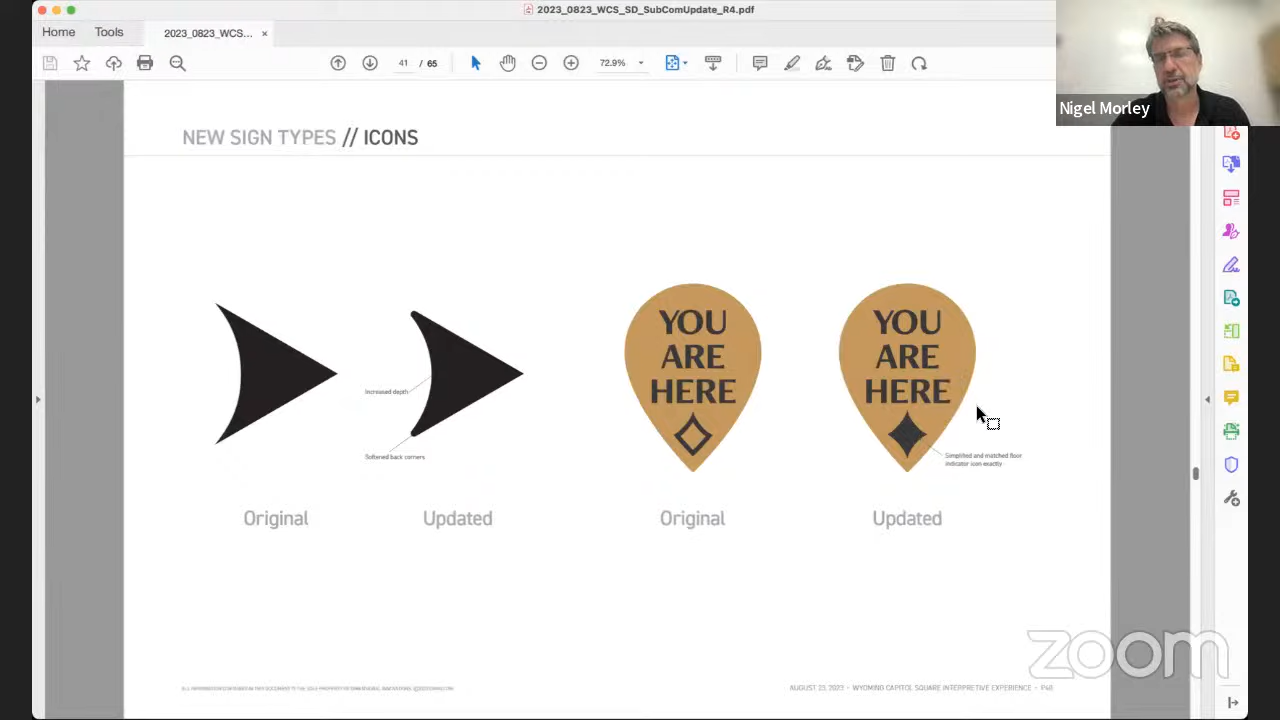 2023_0823_WCS_SD_SubComUpdate_R4.pdf
Home Tools 2023_0823_WCS... ×
41 / 65 72.9%
Nigel Morley
NEW SIGN TYPES // ICONS
YOU
ARE
HERE
YOU
ARE
HERE
Increased depth
Softened back corners
Simplified and matched floor
indicator icon exactly
Original Updated Original Updated
zoom
AUGUST 23, 2023 - WYOMING CAPITOL SQUARE INTERPRETIVE EXPERIENCE -